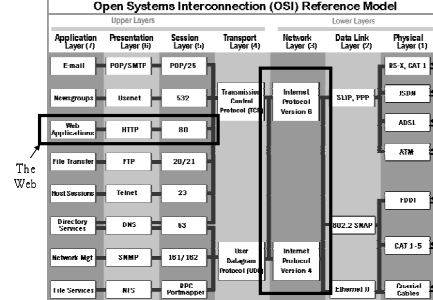 Open Systems Interconnection (OSI) Reference Model
Upper Layers
Lower Layers
Application Layer (7)
Presentation Layer (6)
Session Layer (5)
Transport Layer (4)
Network Layer (3)
Data Link Layer (2)
Physical Layer (1)
E-mail
POP/SMTP
POP/25
RS-X, CAT 1
Newsgroups
Usenet
532
Transmission Control Protocol (TCP
Internet Protocol Version 6
SLIP, PPP
ISDN
Web Applications
HTTP
80
ADSL
The Web
File Transfer
FTP
20/21
ATM
Host Sessions
Telnet
23
FDDI
Directory Services
DNS
53
802.2 SNAP
Network Mgt
SNMP
161/162
User Datagram Protocol (UDP
Internet Protocol Version 4
CAT 1-5
File Services
NFS
RPC Portmapper
Ethernet II
Coaxial Cables